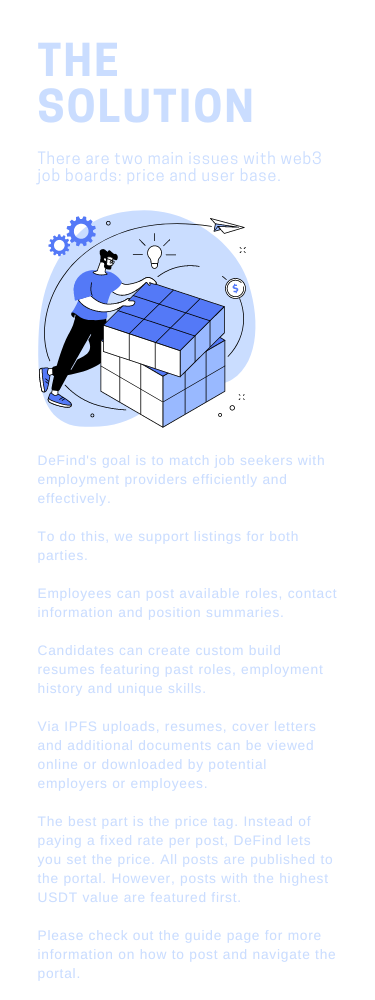 THE
SOLUTION
There are two main issues with web3
job boards: price and user base.
$
DeFind's goal is to match job seekers with
employment providers efficiently and
effectively.
To do this, we support listings for both
parties.
Employees can post available roles, contact
information and position summaries.
Candidates can create custom build
resumes featuring past roles, employment
history and unique skills.
Via IPFS uploads, resumes, cover letters
and additional documents can be viewed
online or downloaded by potential
employers or employees.
The best part is the price tag. Instead of
paying a fixed rate per post, DeFind lets
you set the price. All posts are published to
the portal. However, posts with the highest
USDT value are featured first.
Please check out the guide page for more
information on how to post and navigate the
portal.